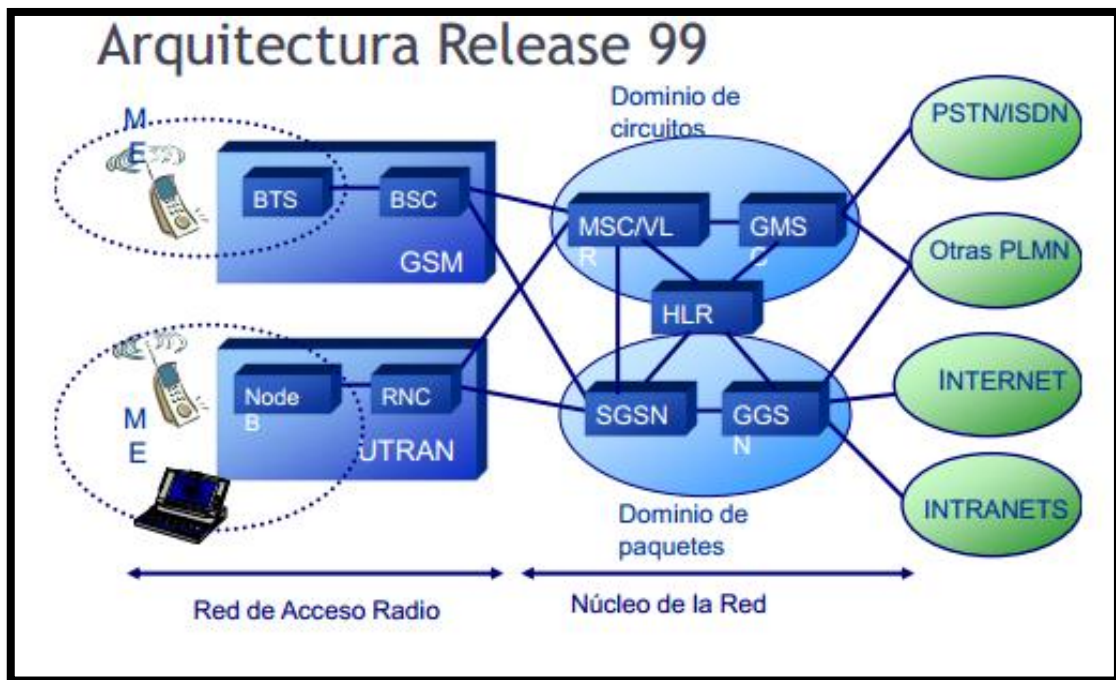 Arquitectura Release 99
M
E
BTS
BSC
GSM
Dominio de
circuitos
MSC/VL
R
GMS
C
HLR
PSTN/ISDN
Otras PLMN
INTERNET
INTRANETS
M
E
Node
B
RNC
UTRAN
SGSN
GGS
N
Dominio de
paquetes
Red de Acceso Radio
Núcleo de la Red